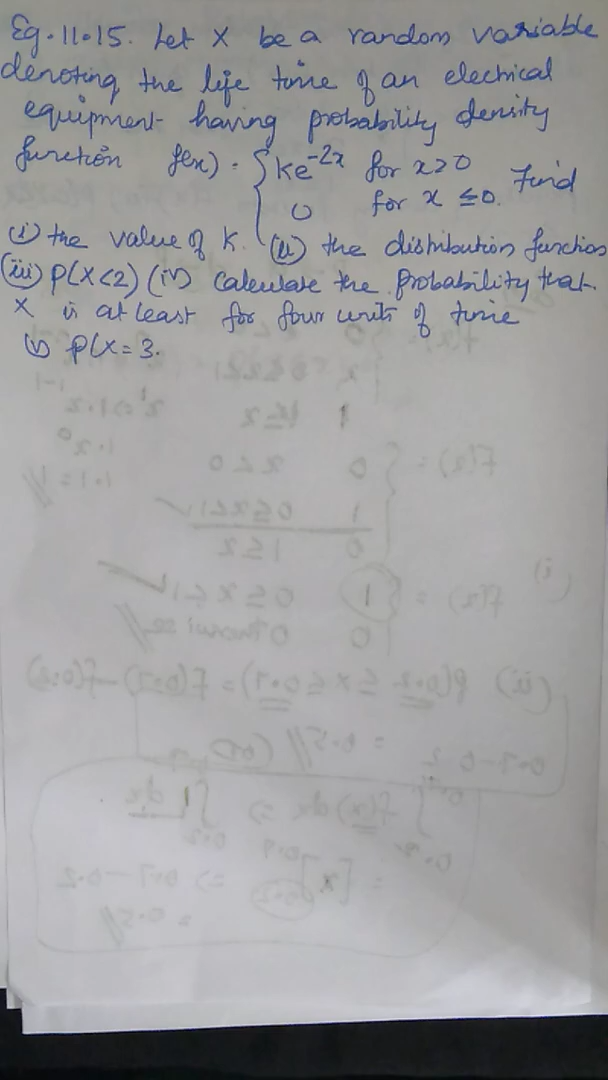 Eg. 11.15. Let X be a random variable
denoting the life time of an electrical
equipment having probability density
function f(x) = { ke^-2x for x>0
0 for x ≤0. Find
(i) the value of k. (ii) the distribution function
(iii) P(X<2) (iv) calculate the probability that
X is at least for four units of time
(v) P(X=3.